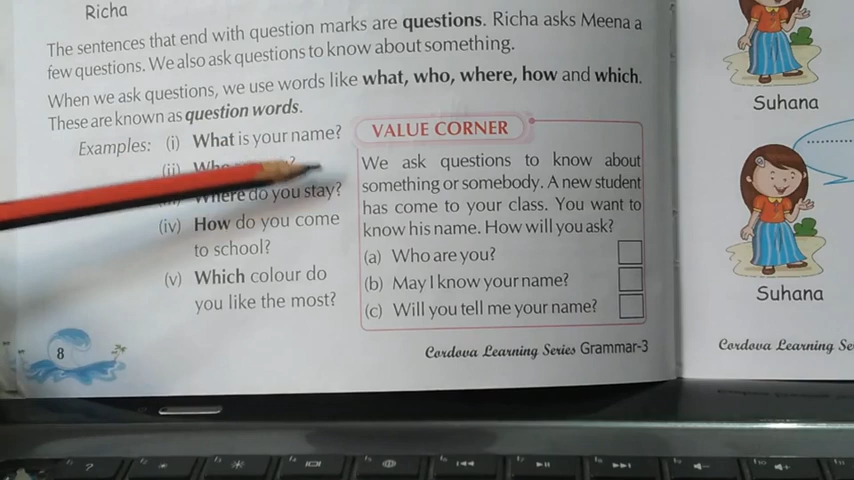 Richa
The sentences that end with question marks are questions. Richa asks Meena a
few questions. We also ask questions to know about something.
When we ask questions, we use words like what, who, where, how and which.
These are known as question words.
Examples: (i) What is your name?
(ii) Who
(iii) Where do you stay?
(iv) How do you come
to school?
(v) Which colour do
you like the most?
VALUE CORNER
We ask questions to know about
something or somebody. A new student
has come to your class. You want to
know his name. How will you ask?
(a) Who are you?
(b) May I know your name?
(c) Will you tell me your name?
8
Cordova Learning Series Grammar-3
Suhana
Suhana
Cordova Learning Se